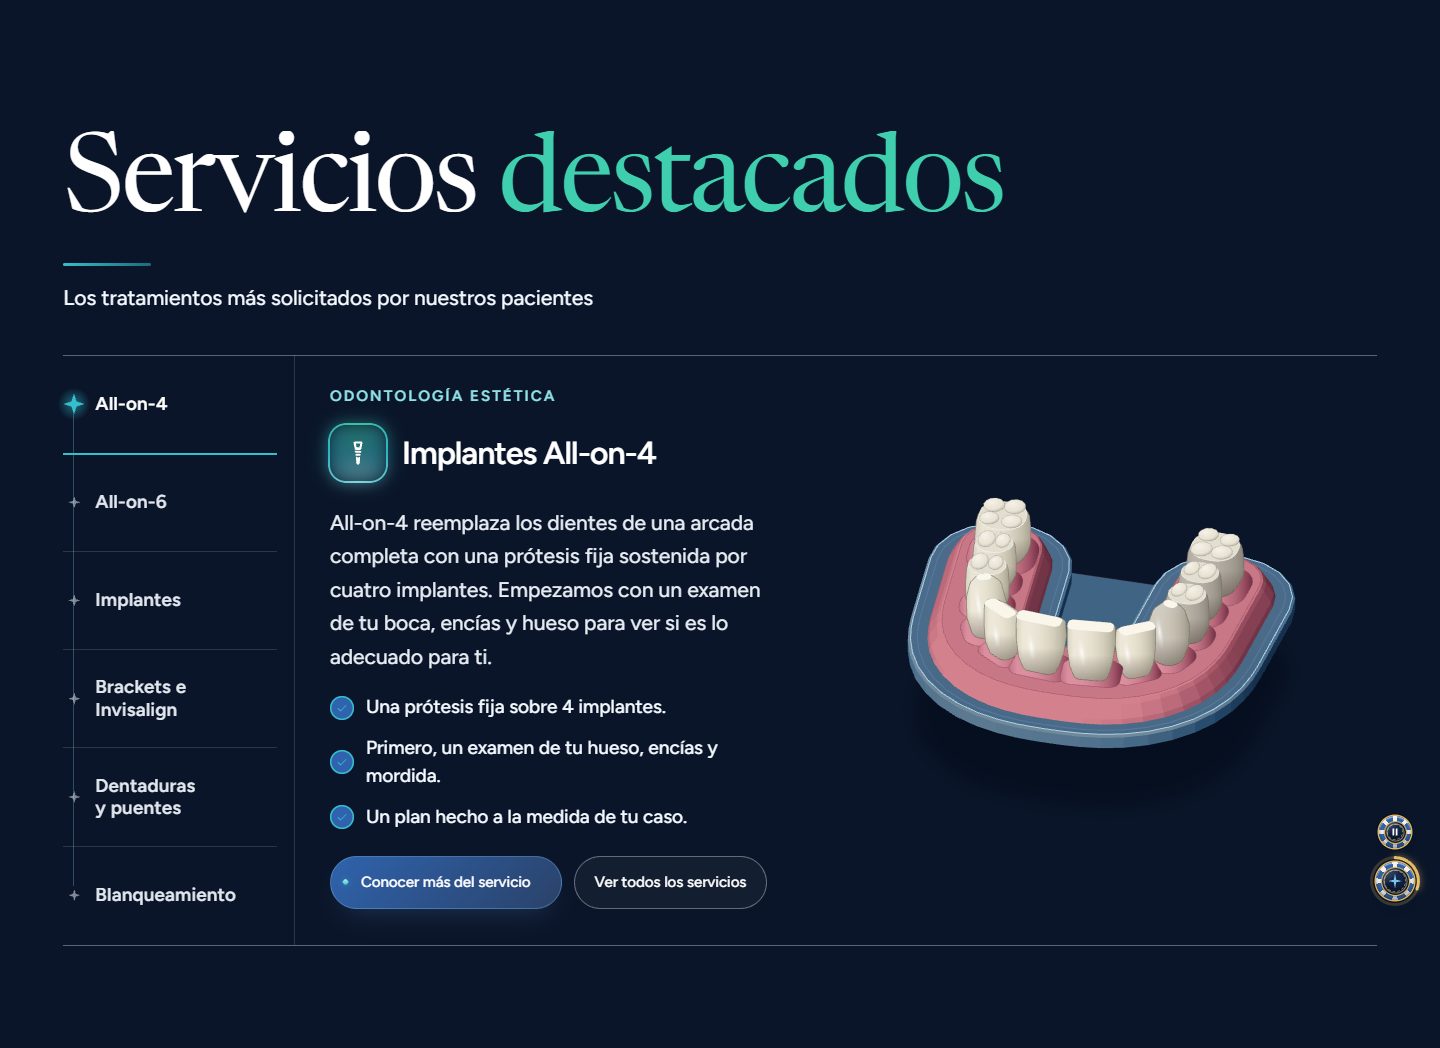 Servicios destacados
Los tratamientos más solicitados por nuestros pacientes
All-on-4
All-on-6
Implantes
Brackets e
Invisalign
Dentaduras
y puentes
Blanqueamiento
ODONTOLOGÍA ESTÉTICA
Implantes All-on-4
All-on-4 reemplaza los dientes de una arcada
completa con una prótesis fija sostenida por
cuatro implantes. Empezamos con un examen
de tu boca, encías y hueso para ver si es lo
adecuado para ti.
Una prótesis fija sobre 4 implantes.
Primero, un examen de tu hueso, encías y
mordida.
Un plan hecho a la medida de tu caso.
Conocer más del servicio
Ver todos los servicios